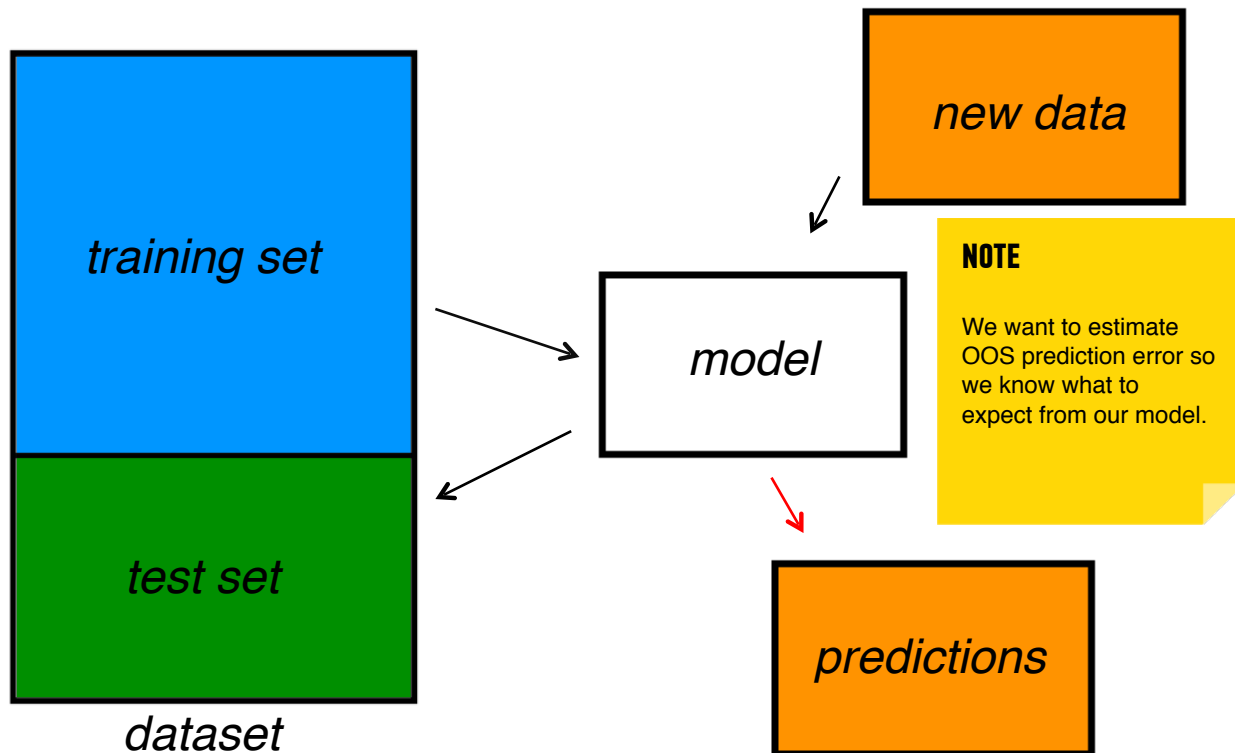 new data
training set
NOTE
We want to estimate
OOS prediction error so
we know what to
expect from our model.
model
test set
predictions
dataset